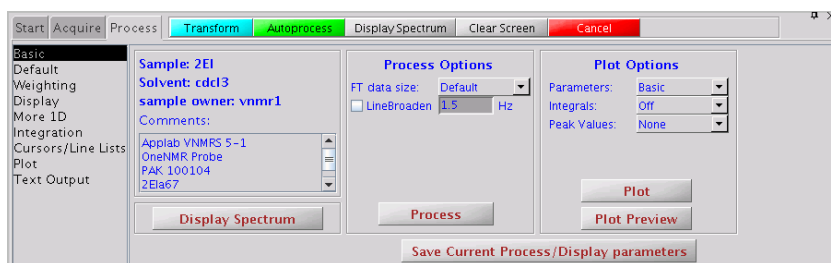 Start Acquire Process Transform Autoprocess Display Spectrum Clear Screen Cancel
Basic
Default
Weighting
Display
More 1D
Integration
Cursors/Line Lists
Plot
Text Output
Sample: 2EI
Solvent: cdcl3
sample owner: vnmr1
Comments:
Applab VNMRS 5-1
OneNMR Probe
PAK 100104
2EIa67
Display Spectrum
Process Options
FT data size: Default
LineBroaden 1.5 Hz
Process
Plot Options
Parameters: Basic
Integrals: Off
Peak Values: None
Plot
Plot Preview
Save Current Process/Display parameters